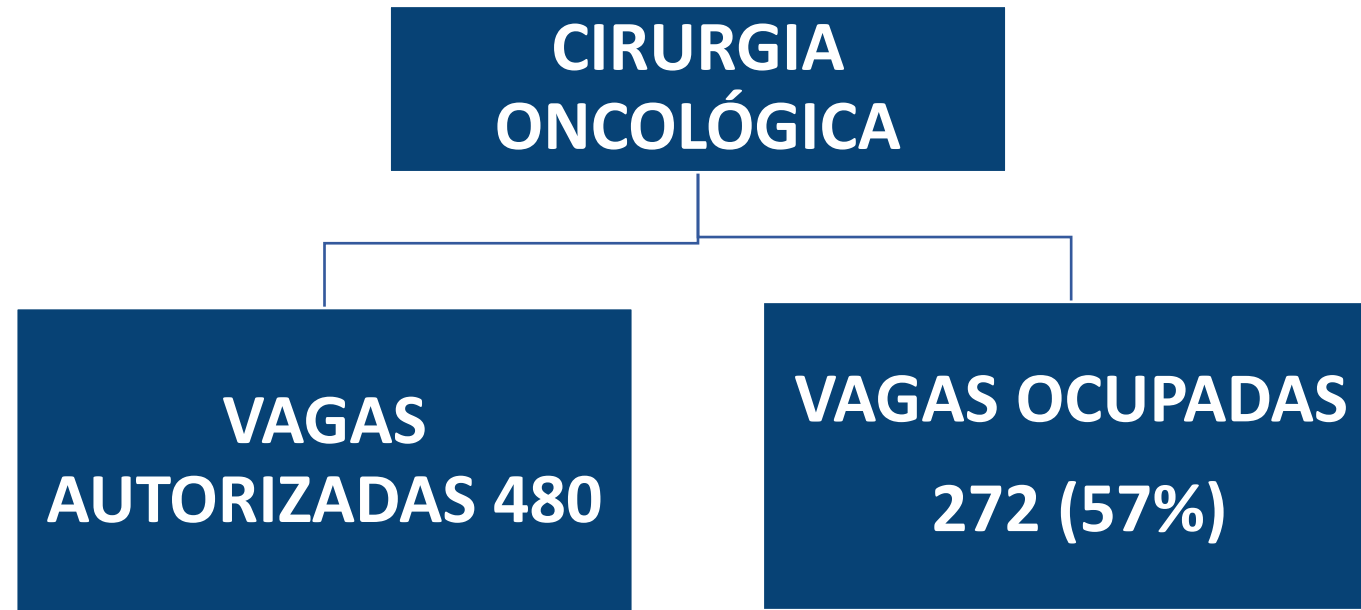 CIRURGIA
ONCOLÓGICA
VAGAS
AUTORIZADAS 480
VAGAS OCUPADAS
272 (57%)